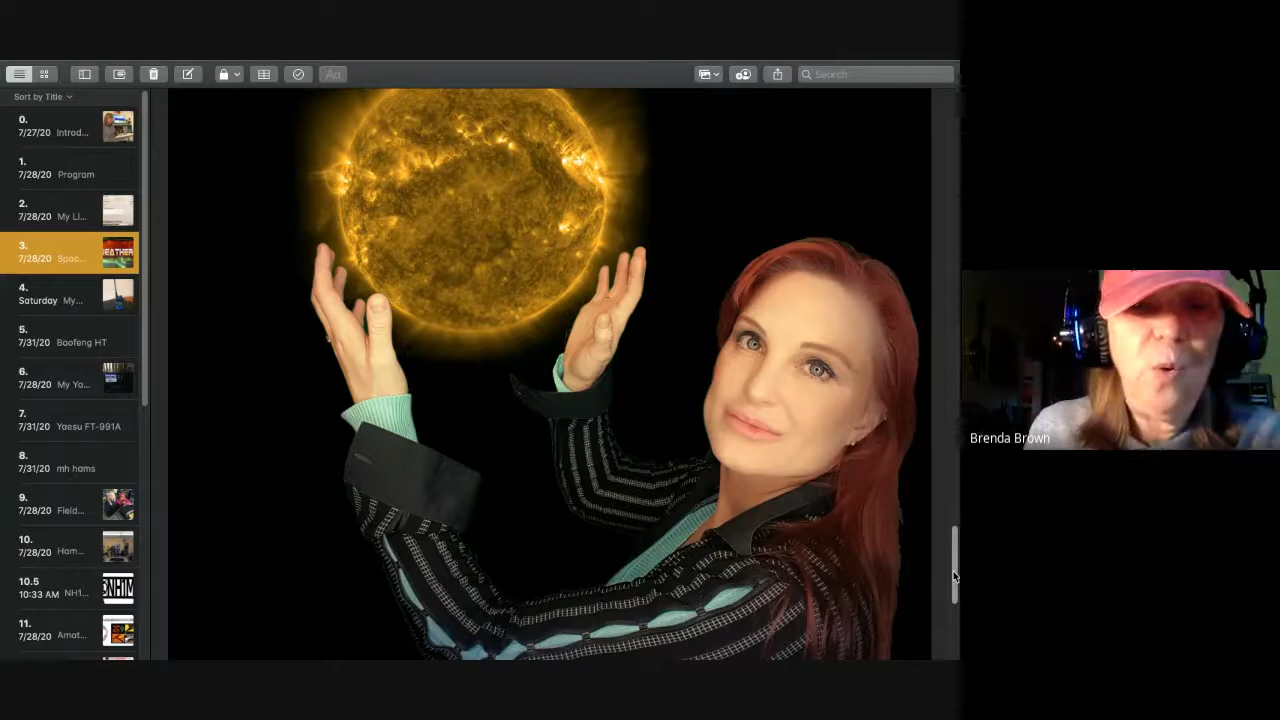 Aa
Search
Sort by Title
0.
7/27/20 Introd...
1.
7/28/20 Program
2.
7/28/20 My Li...
3.
7/28/20 Spac...
EATHER
4.
Saturday My...
5.
7/31/20 Baofeng HT
6.
7/28/20 My Ya...
7.
7/31/20 Yaesu FT-991A
8.
7/31/20 mh hams
9.
7/28/20 Field...
10.
7/28/20 Ham...
10.5
10:33 AM NH1...
11.
7/28/20 Amat...
Brenda Brown